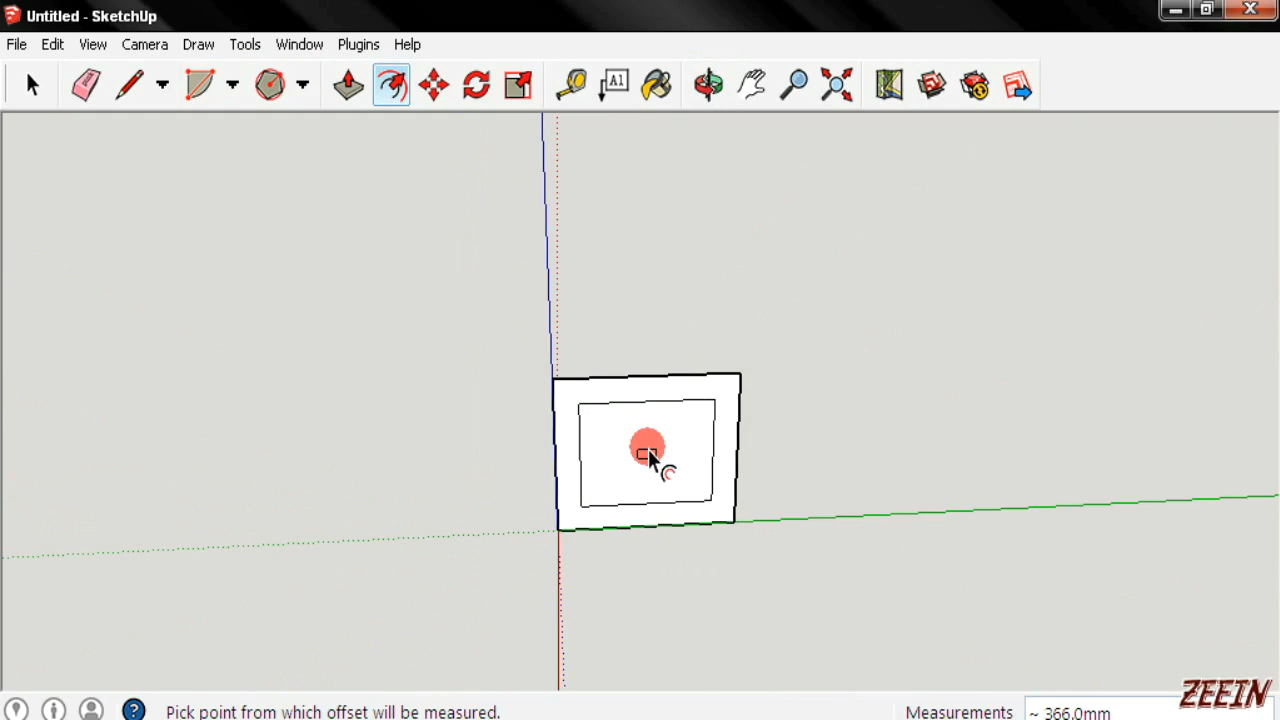 Untitled - SketchUp
File Edit View Camera Draw Tools Window Plugins Help
A1
Pick point from which offset will be measured.
Measurements ~ 366.0mm
ZEEIN